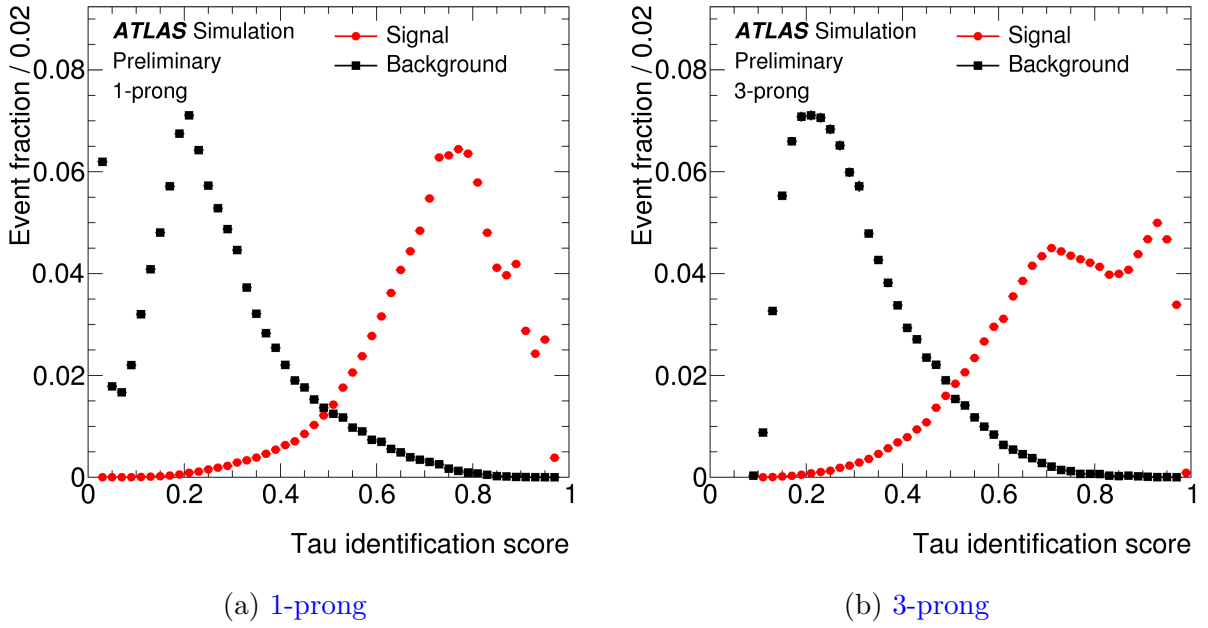 Event fraction / 0.02
ATLAS Simulation
Preliminary
1-prong
Signal
Background
0.08
0.06
0.04
0.02
0
0 0.2 0.4 0.6 0.8 1
Tau identification score
(a) 1-prong
Event fraction / 0.02
ATLAS Simulation
Preliminary
3-prong
Signal
Background
0.08
0.06
0.04
0.02
0
0 0.2 0.4 0.6 0.8 1
Tau identification score
(b) 3-prong